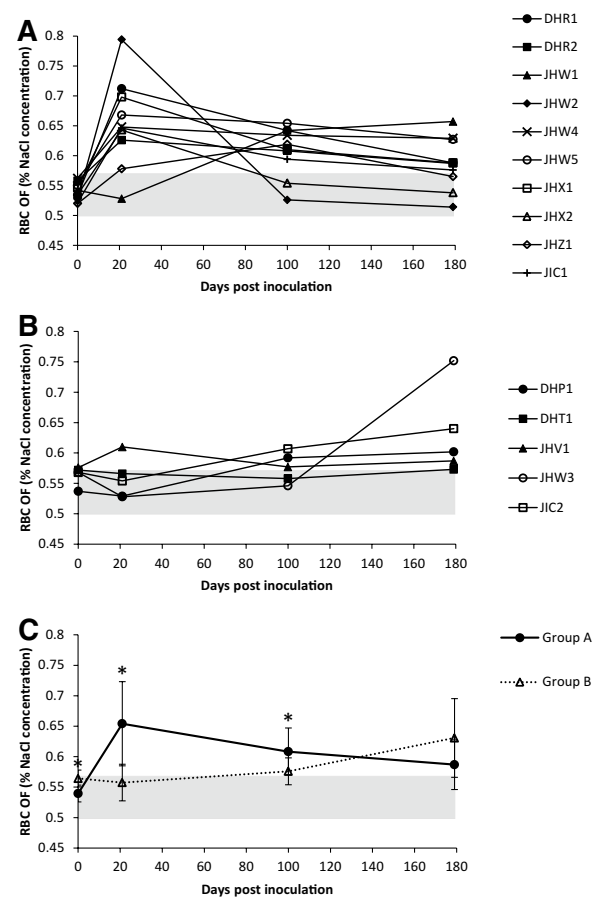 A
RBC OF (% NaCl concentration)
0.8
0.75
0.7
0.65
0.6
0.55
0.5
0.45
0 20 40 60 80 100 120 140 160 180
Days post inoculation
DHR1
DHR2
JHW1
JHW2
JHW4
JHW5
JHX1
JHX2
JHZ1
JIC1
B
RBC OF (% NaCl concentration)
0.8
0.75
0.7
0.65
0.6
0.55
0.5
0.45
0 20 40 60 80 100 120 140 160 180
Days post inoculation
DHP1
DHT1
JHV1
JHW3
JIC2
C
RBC OF (% NaCl concentration)
0.8
0.75
0.7
0.65
0.6
0.55
0.5
0.45
* * *
0 20 40 60 80 100 120 140 160 180
Days post inoculation
Group A
Group B